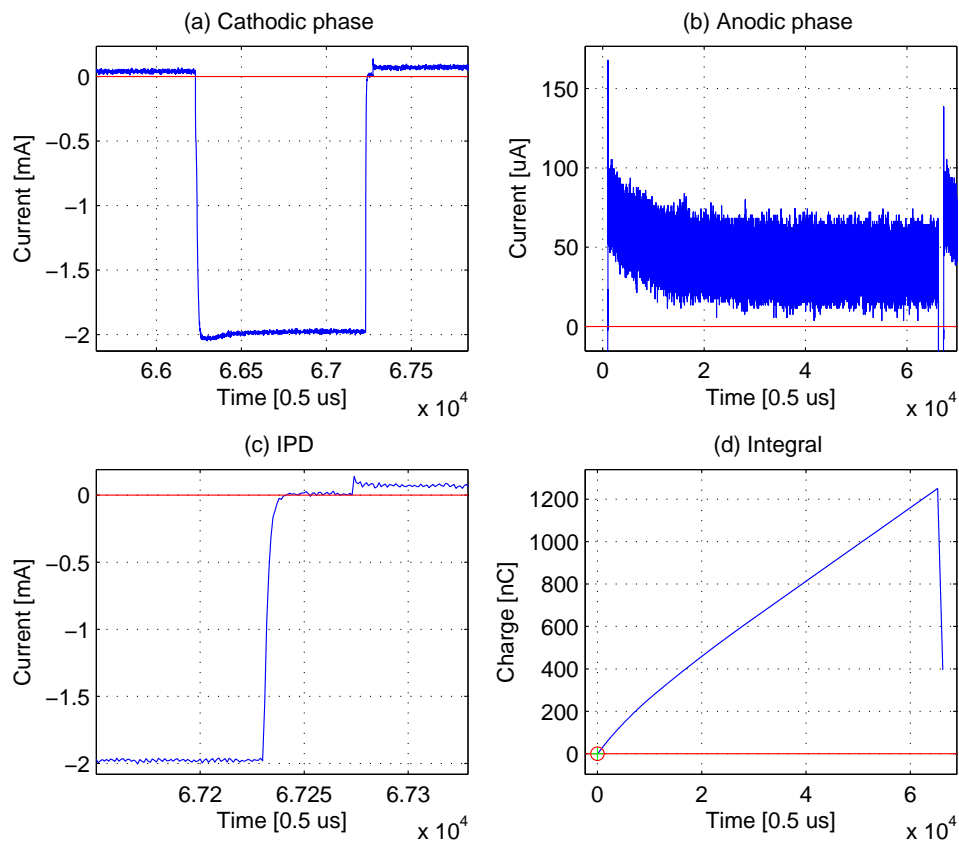 (a) Cathodic phase
0
−0.5
−1
−1.5
−2
Current [mA]
6.6
6.65
6.7
6.75
Time [0.5 us]
x 10^4
(b) Anodic phase
150
100
50
0
Current [uA]
0
2
4
6
Time [0.5 us]
x 10^4
(c) IPD
0
−0.5
−1
−1.5
−2
Current [mA]
6.72
6.725
6.73
Time [0.5 us]
x 10^4
(d) Integral
1200
1000
800
600
400
200
0
Charge [nC]
0
2
4
6
Time [0.5 us]
x 10^4